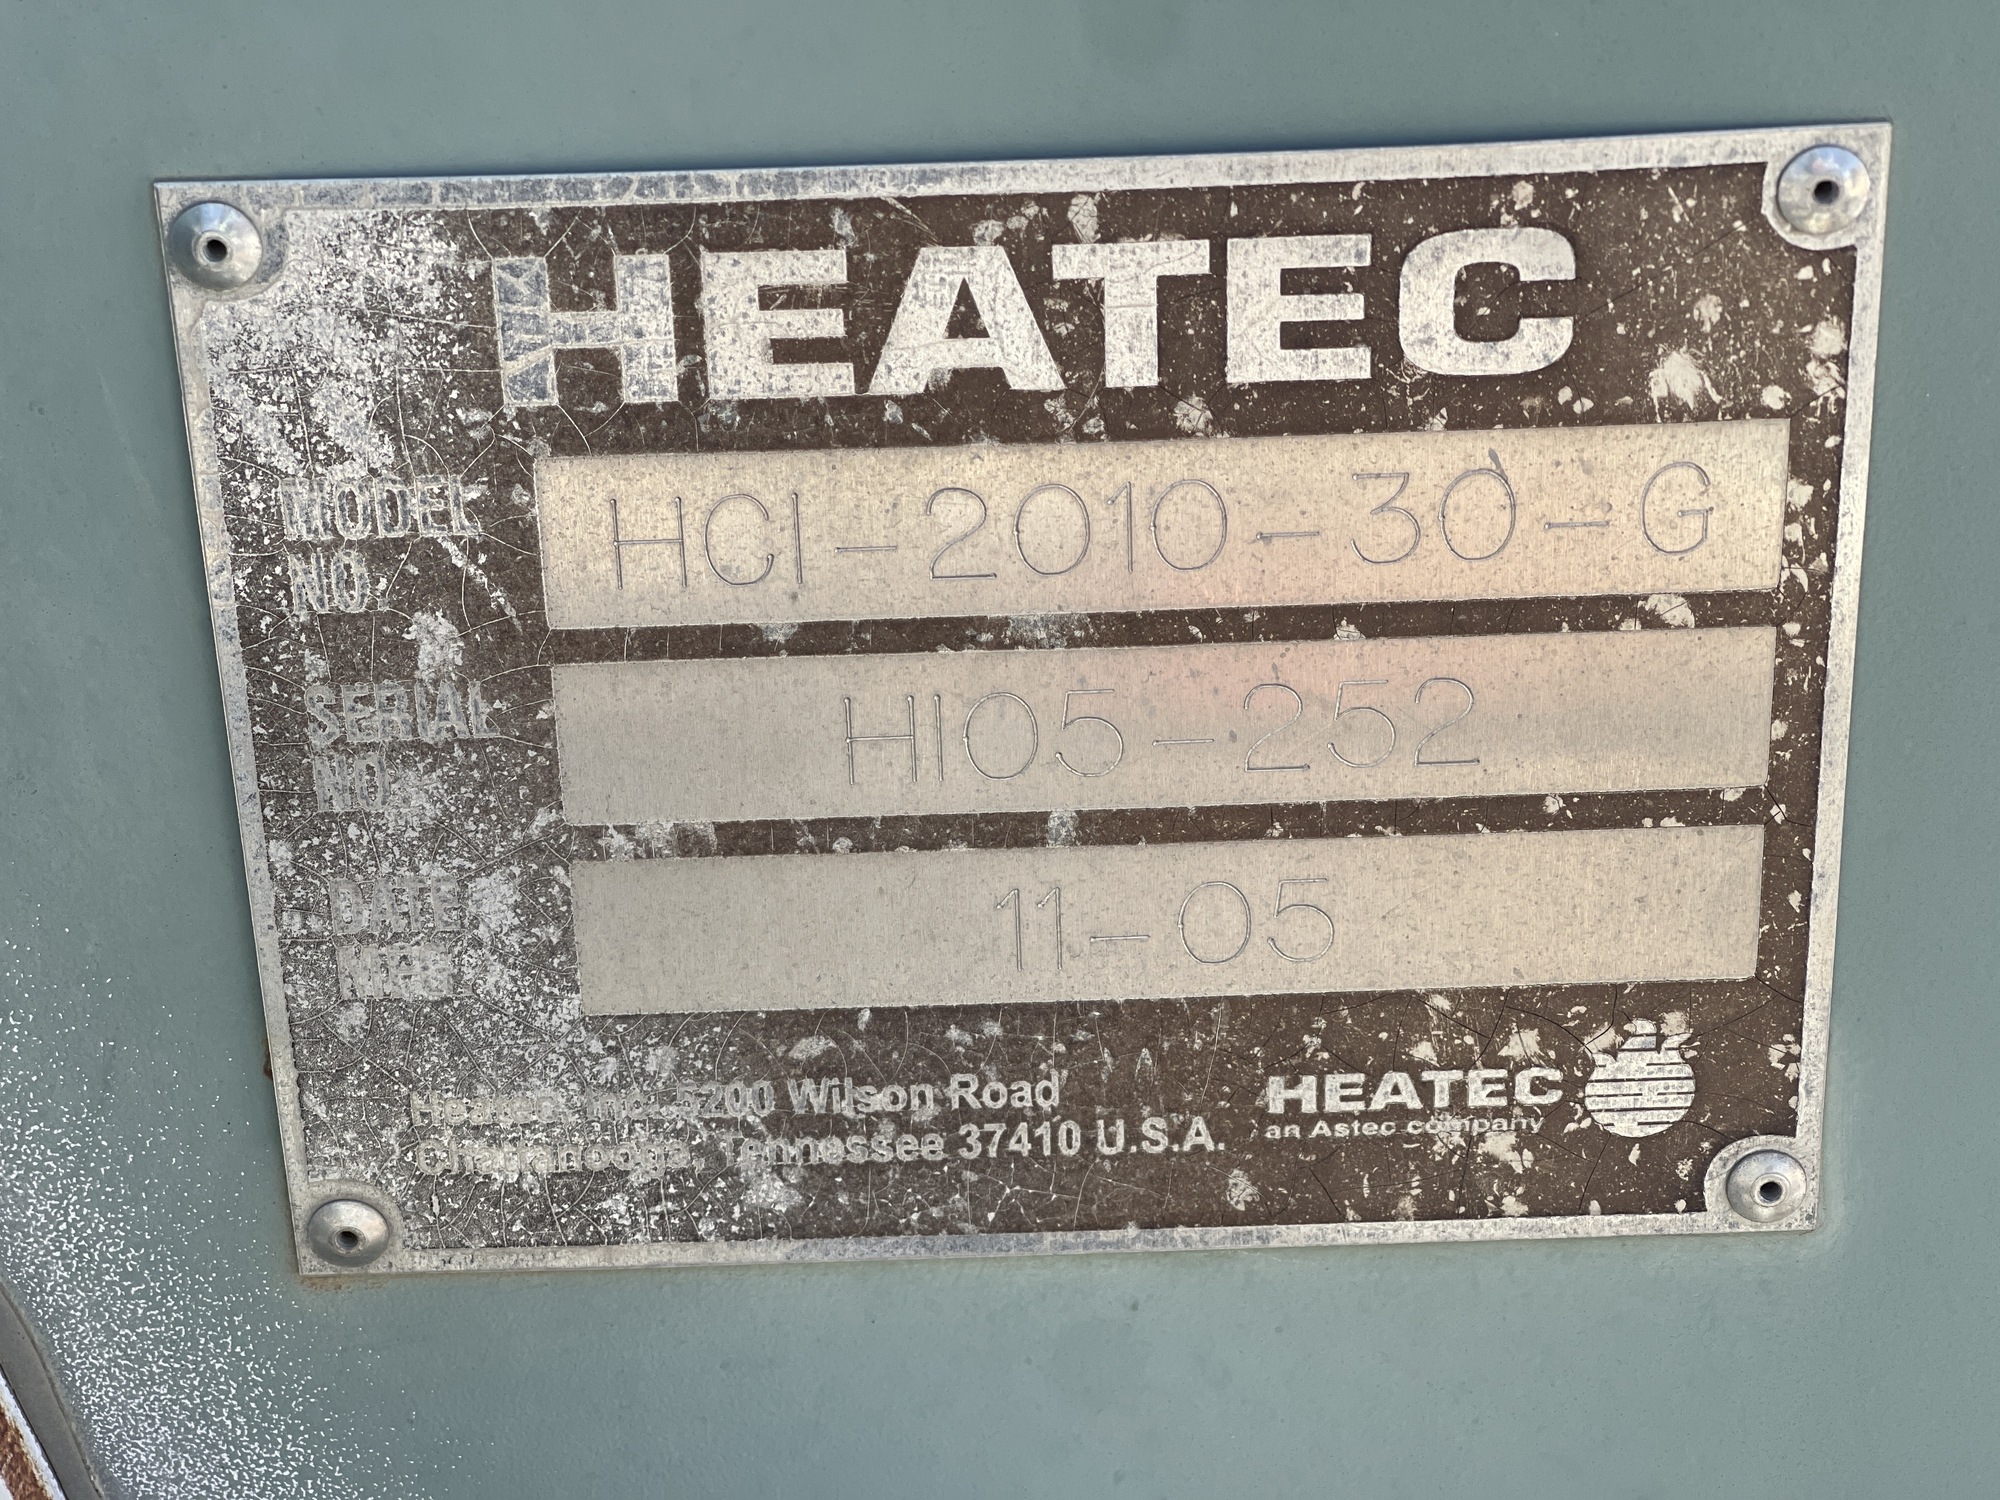 HEATEC
MODEL NO. HCI-2010-30-G
SERIAL NO. HI05-252
DATE MFG 11-05
Heatec, Inc. 5200 Wilson Road
Chattanooga, Tennessee 37410 U.S.A.
HEATEC
an Astec company